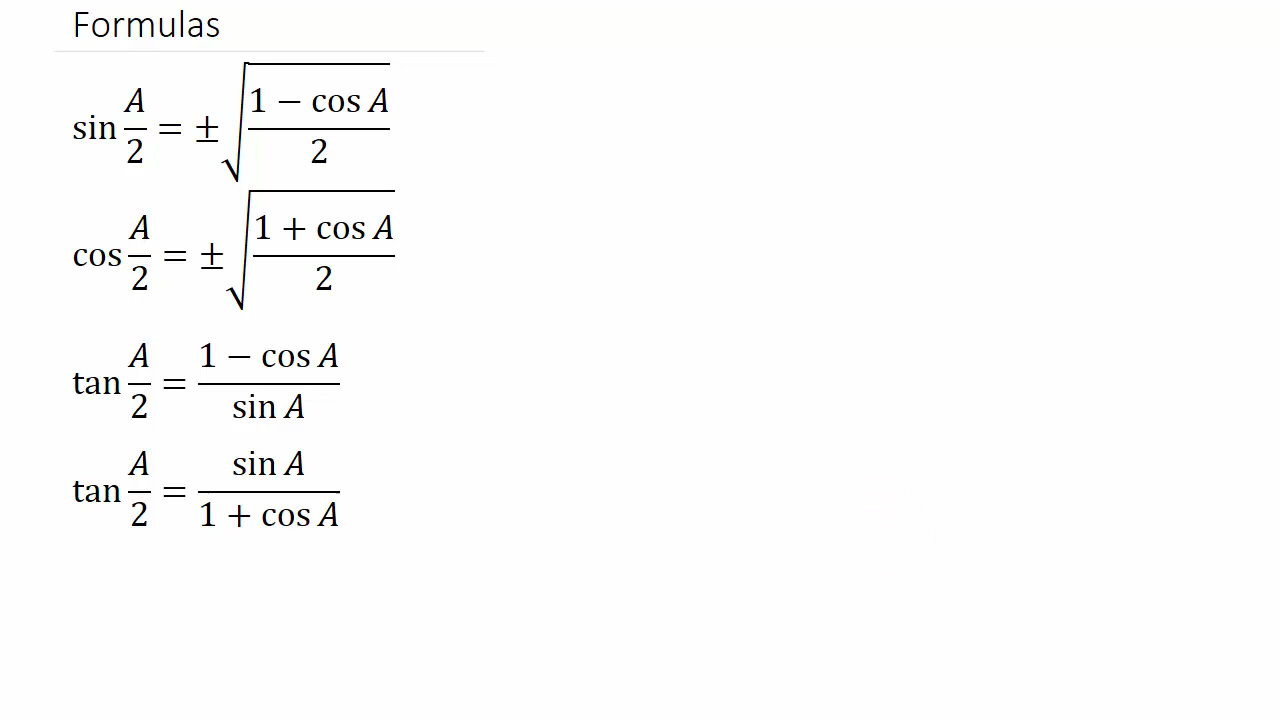 Formulas
sin A/2 = ± √((1 − cos A)/2)
cos A/2 = ± √((1 + cos A)/2)
tan A/2 = (1 − cos A)/(sin A)
tan A/2 = (sin A)/(1 + cos A)